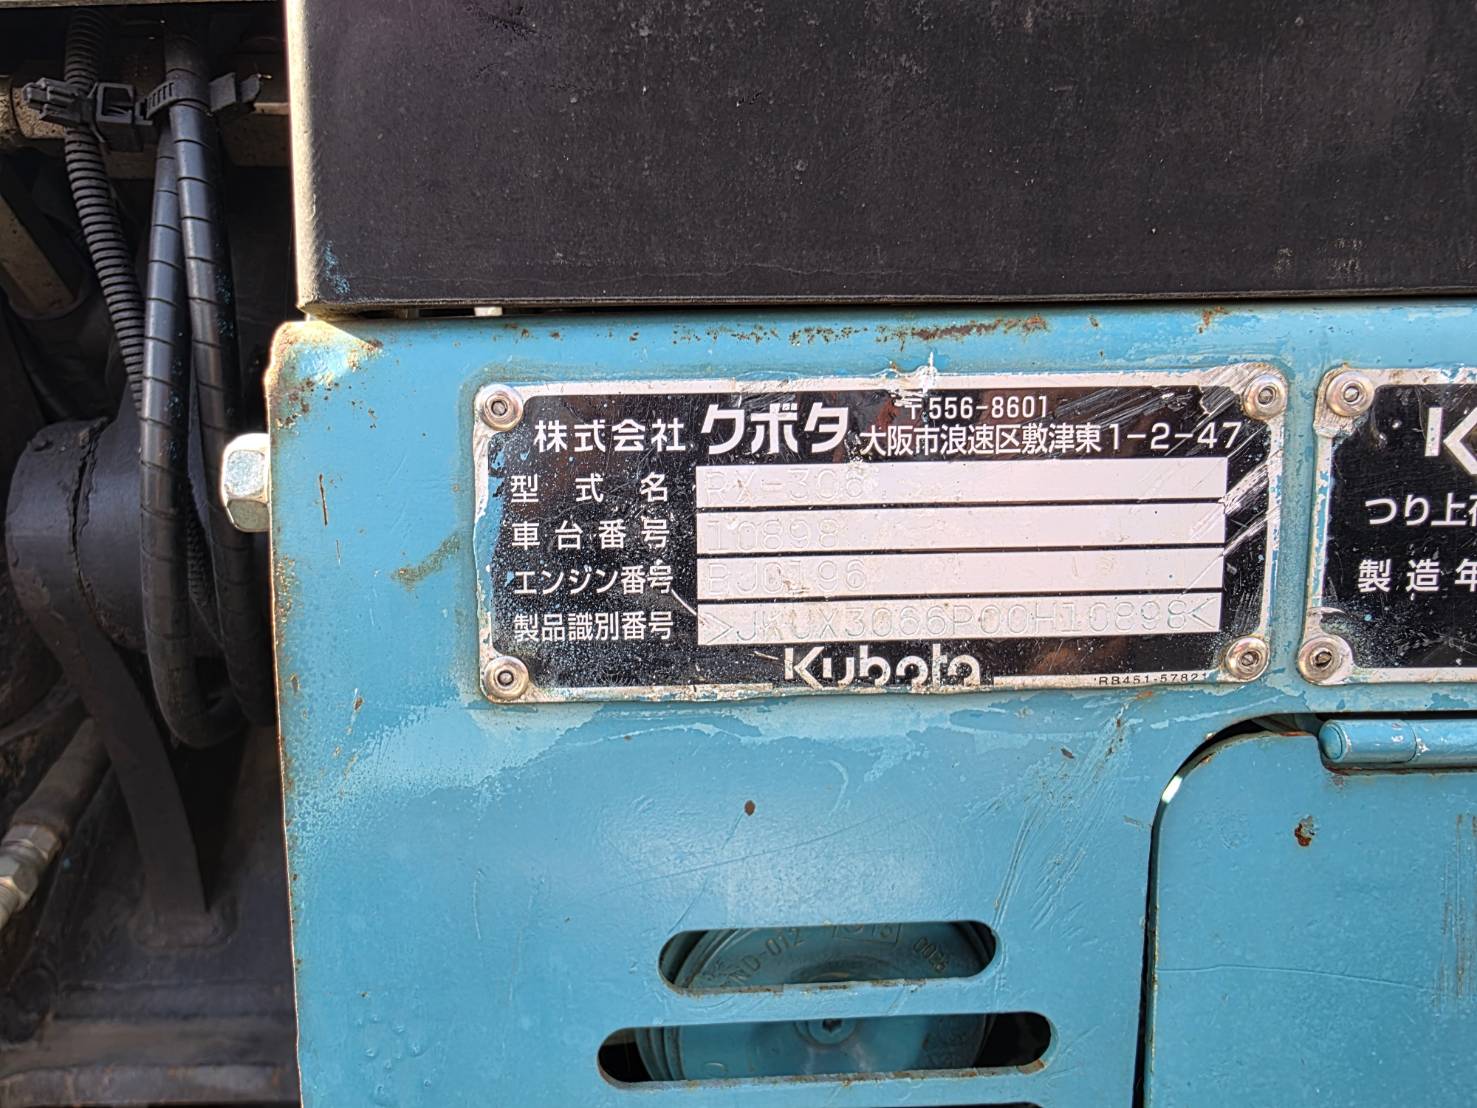 株式会社 クボタ 〒556-8601
大阪市浪速区敷津東1-2-47
型式名 RX-306
車台番号 10898
エンジン番号 BJ0196
製品識別番号 >JKUX3066P00H10898<
Kubota
RB451-57821
K
つり上
製造年